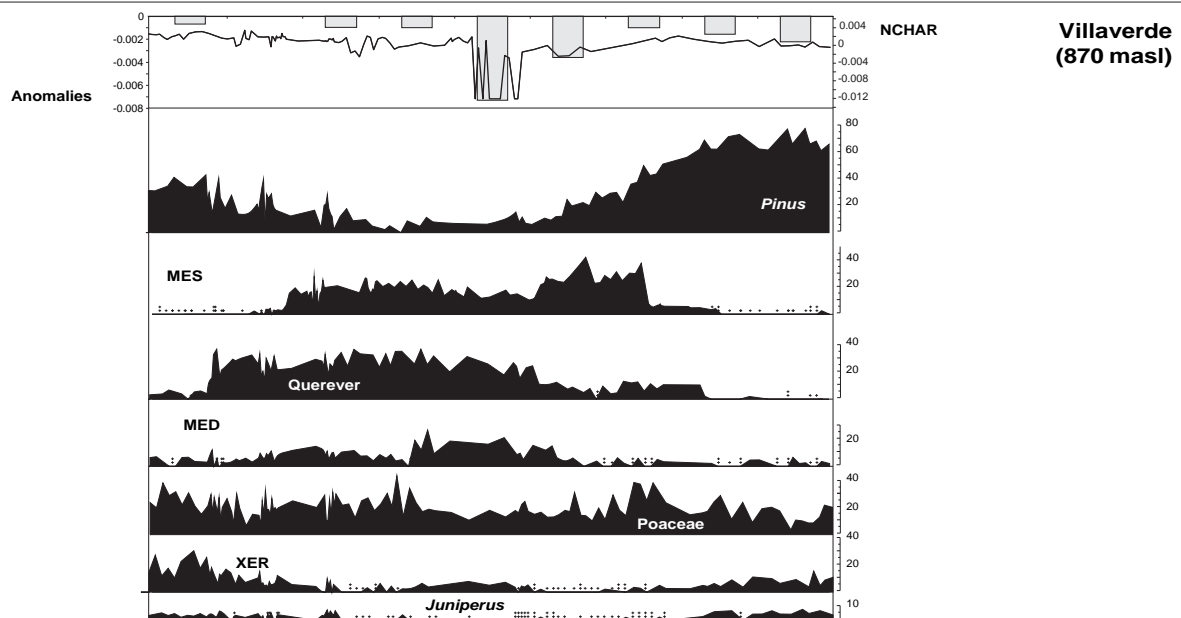 0
-0.002
-0.004
-0.006
-0.008
Anomalies
0.004
0
-0.004
-0.008
-0.012
NCHAR
Villaverde
(870 masl)
80
60
40
20
Pinus
MES
40
20
Querever
40
20
MED
20
Poaceae
40
20
XER
40
20
Juniperus
10